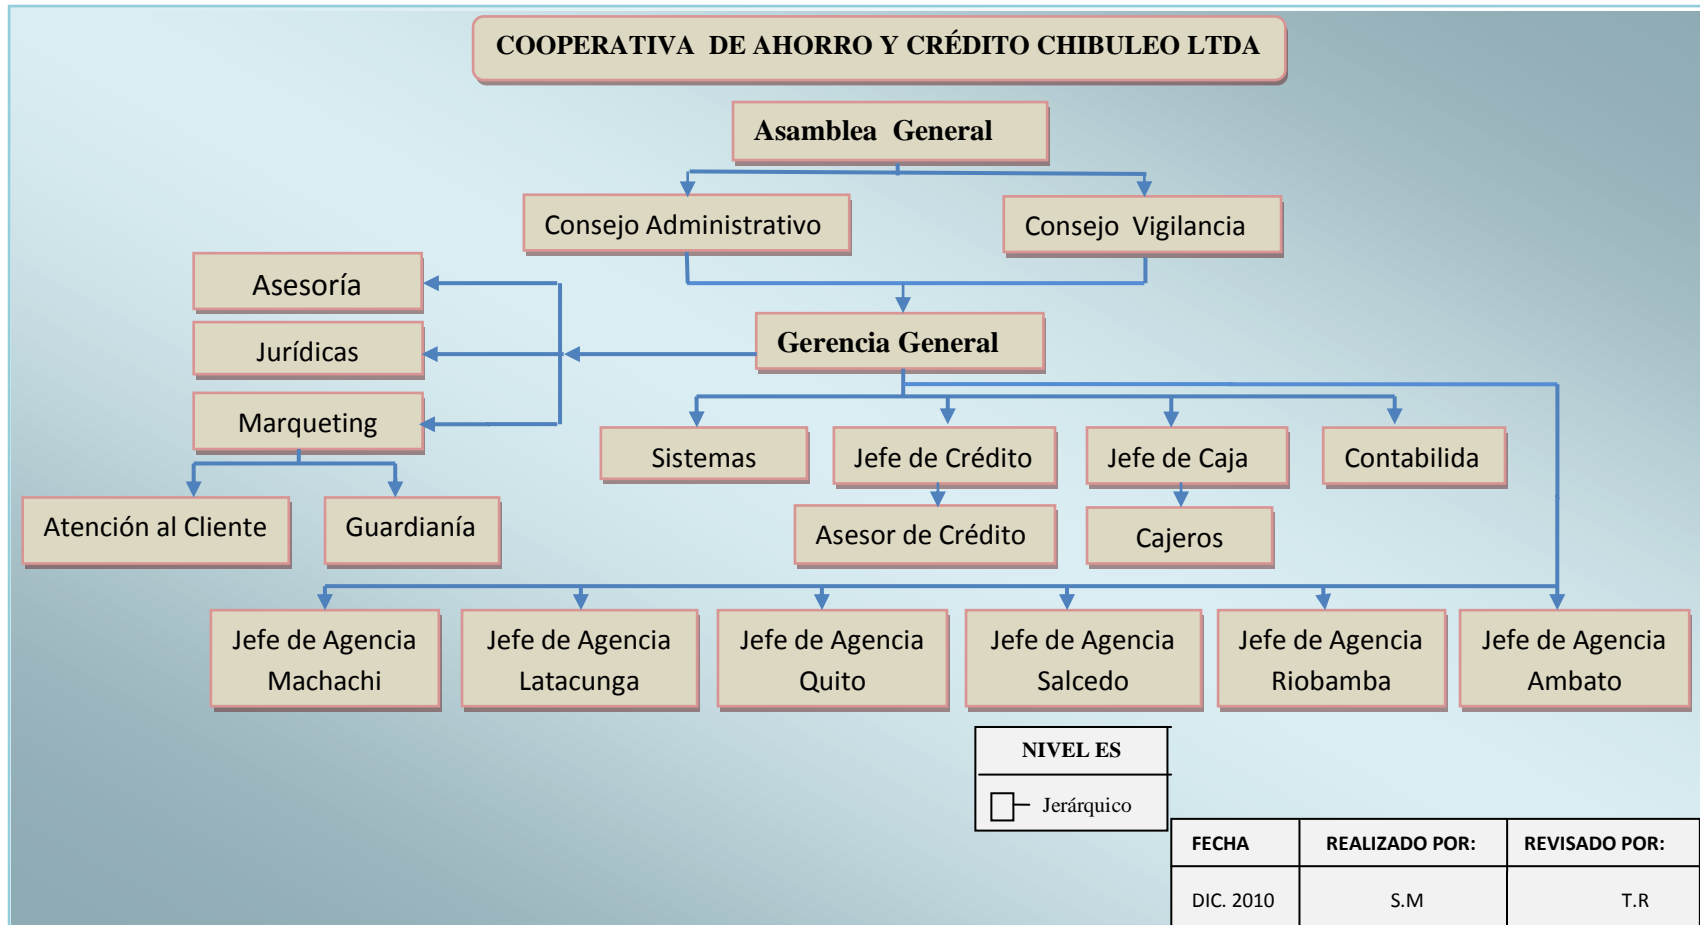 COOPERATIVA DE AHORRO Y CRÉDITO CHIBULEO LTDA
Asamblea General
Consejo Administrativo
Consejo Vigilancia
Asesoría
Jurídicas
Marqueting
Gerencia General
Sistemas
Jefe de Crédito
Jefe de Caja
Contabilida
Atención al Cliente
Guardianía
Asesor de Crédito
Cajeros
Jefe de Agencia
Machachi
Jefe de Agencia
Latacunga
Jefe de Agencia
Quito
Jefe de Agencia
Salcedo
Jefe de Agencia
Riobamba
Jefe de Agencia
Ambato
NIVEL ES
Jerárquico
FECHA REALIZADO POR: REVISADO POR:
DIC. 2010 S.M T.R